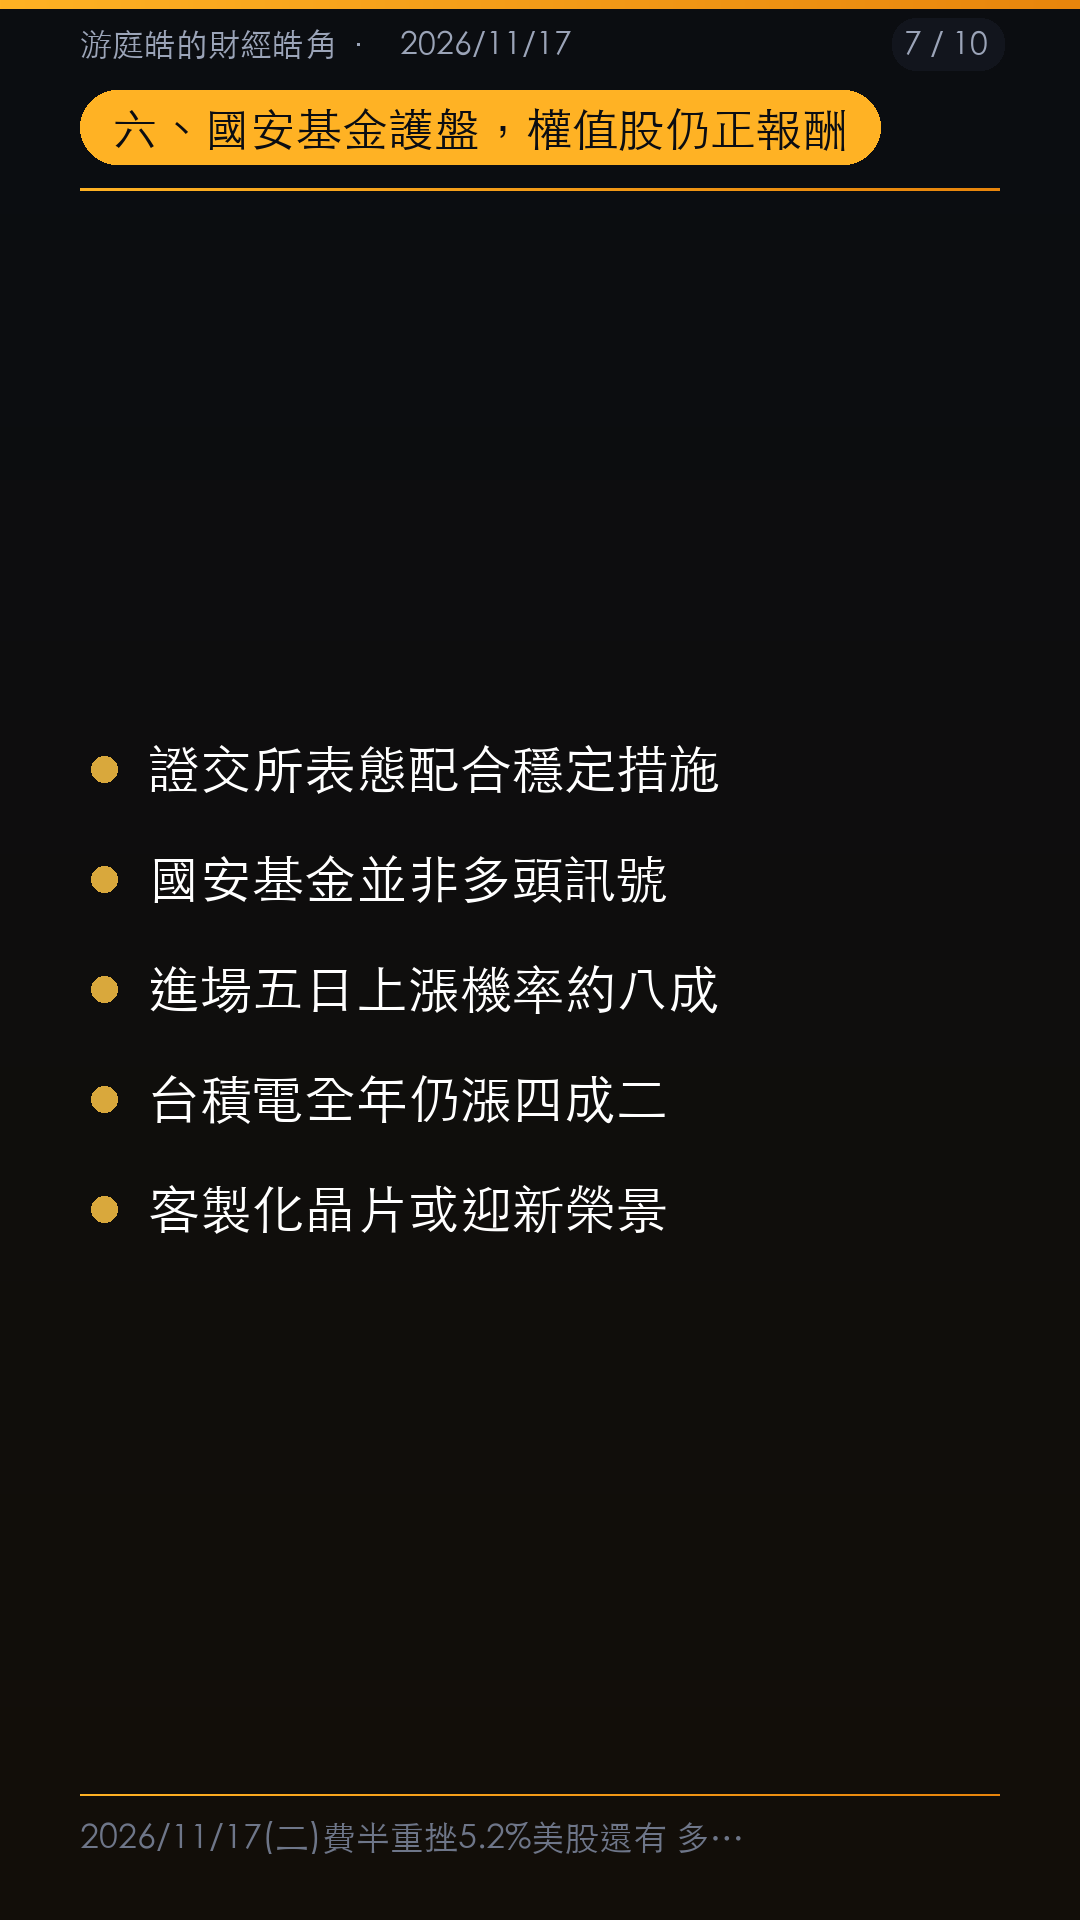 游庭皓的財經皓角 · 2026/11/17
7 / 10
六、國安基金護盤，權值股仍正報酬
證交所表態配合穩定措施
國安基金並非多頭訊號
進場五日上漲機率約八成
台積電全年仍漲四成二
客製化晶片或迎新榮景
2026/11/17(二)費半重挫5.2%美股還有 多…